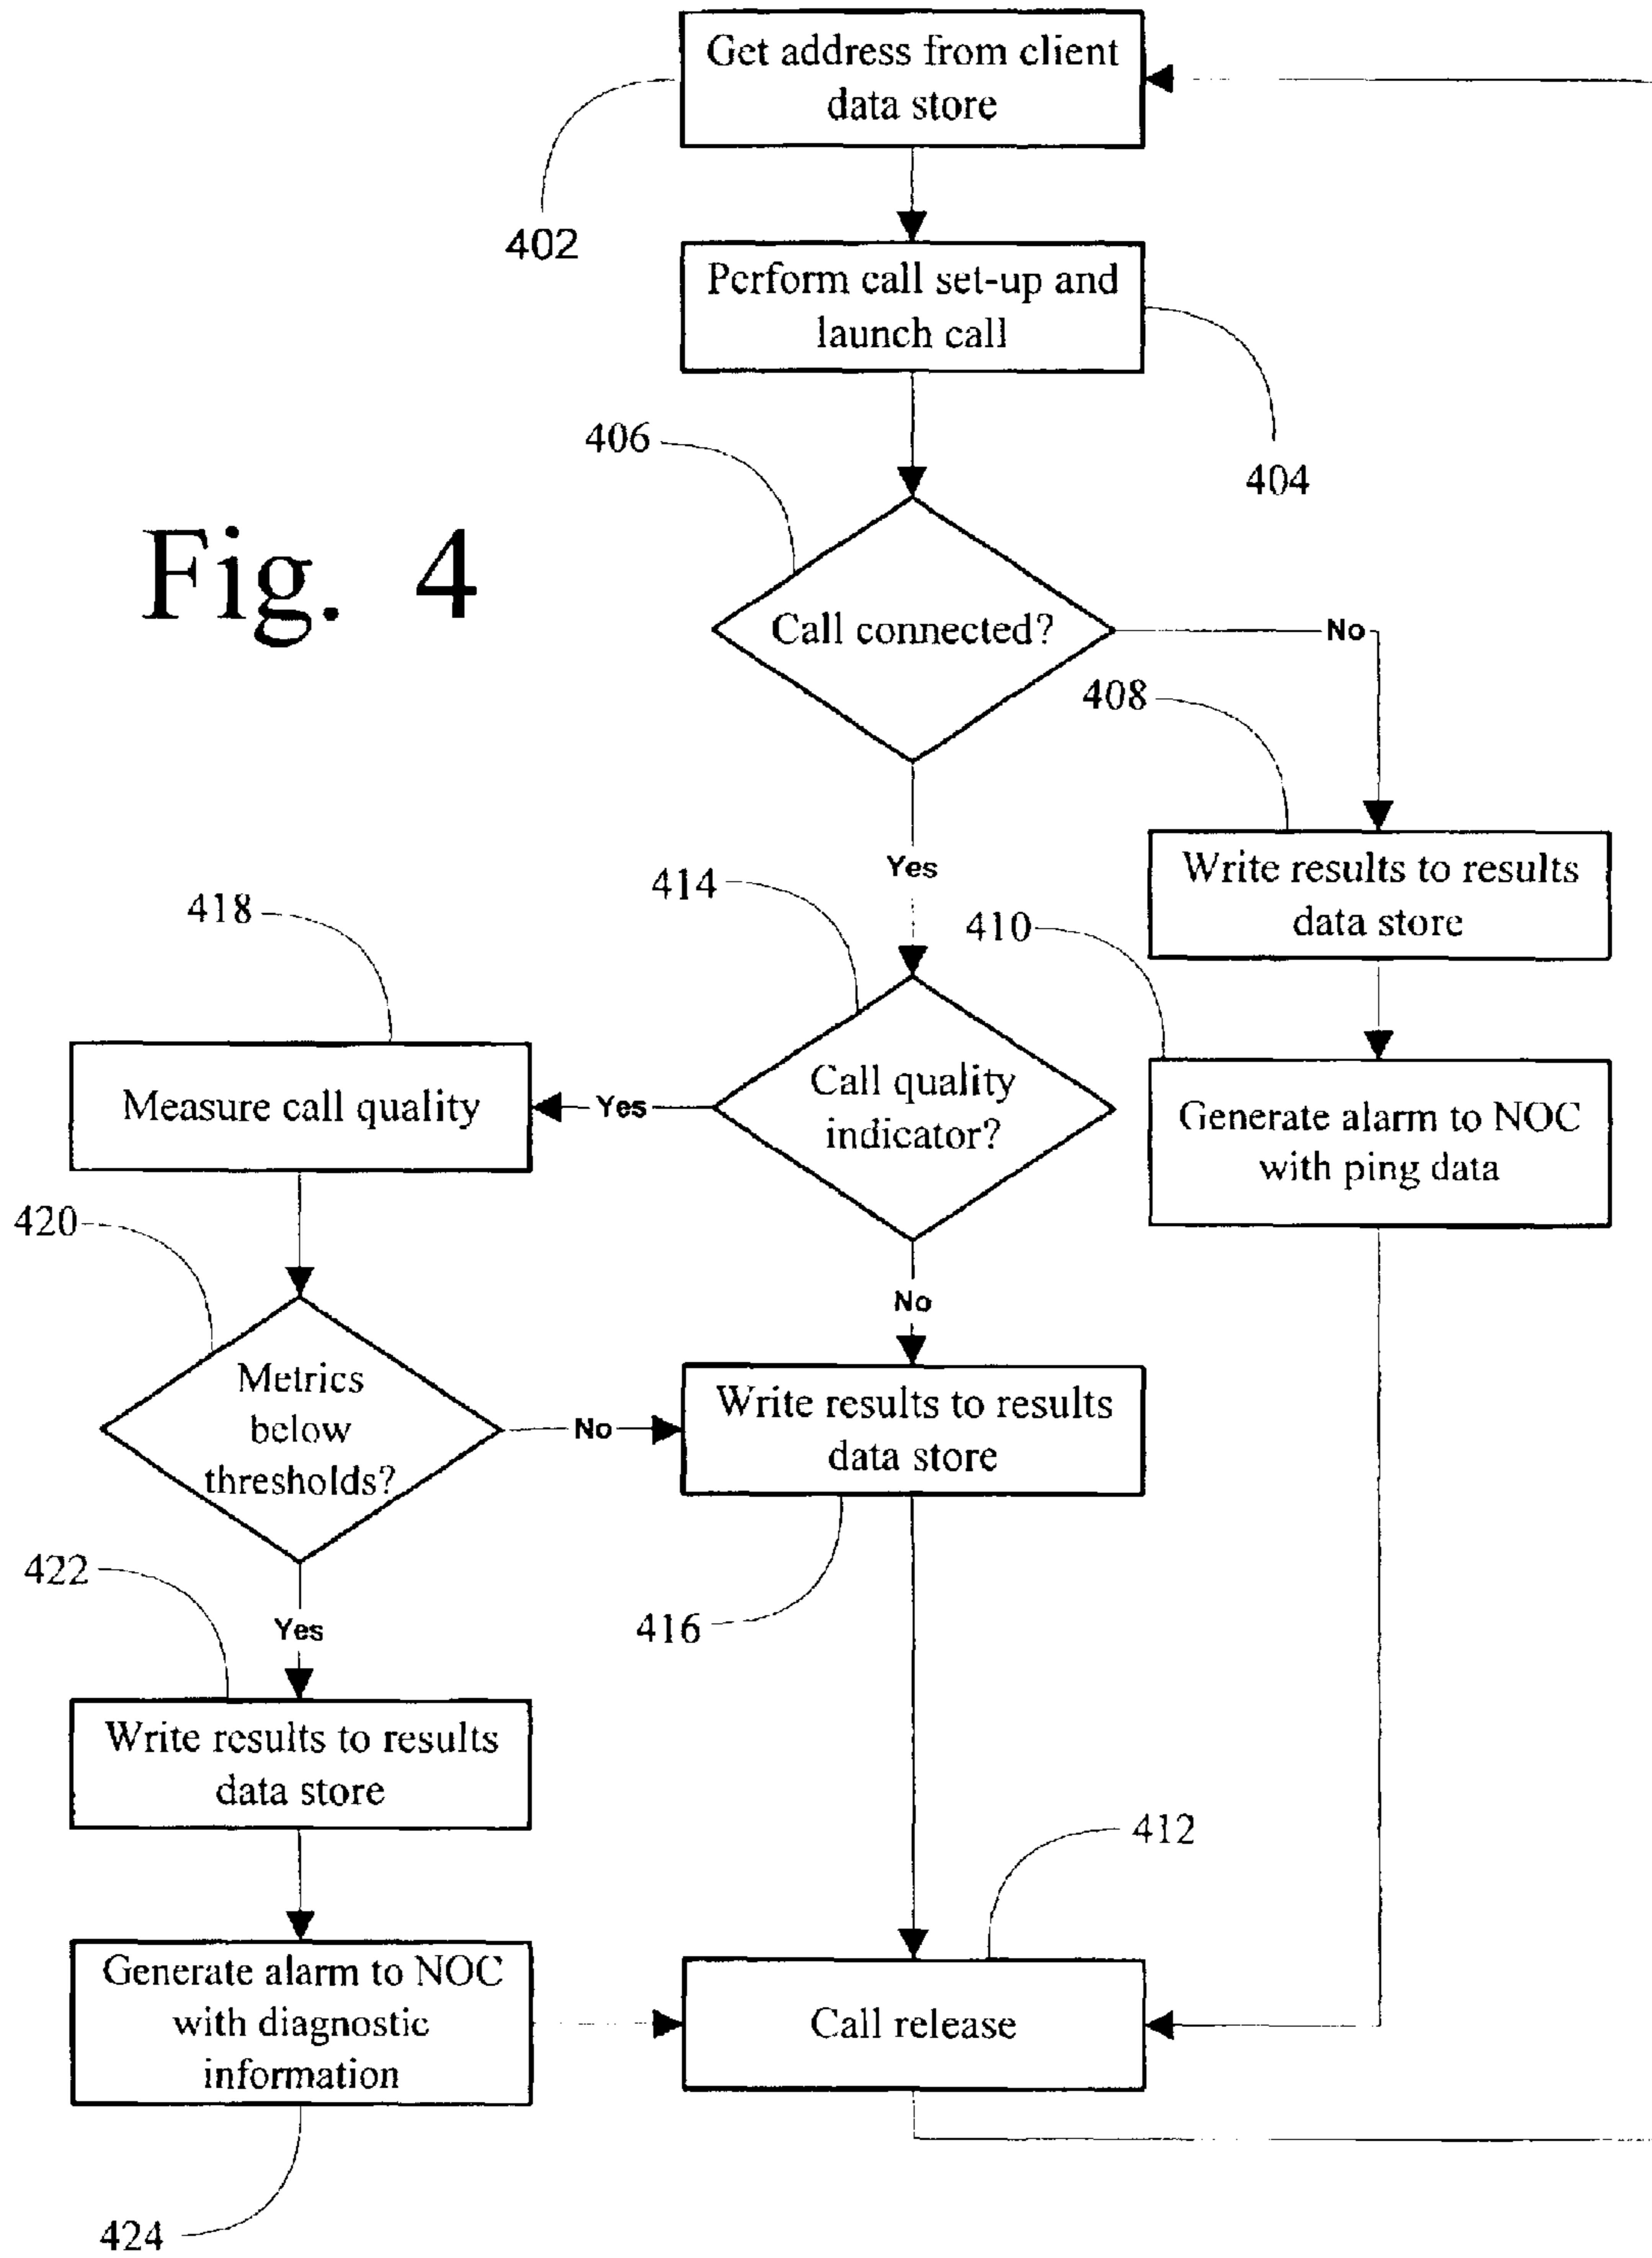 Get address from client
data store
402
Perform call set-up and
launch call
406
404
Fig. 4
Call connected?
No
408
Yes
Write results to results
data store
414
418
410
Measure call quality
Yes
Call quality
indicator?
Generate alarm to NOC
with ping data
420
No
Metrics
below
thresholds?
No
Write results to results
data store
422
Yes
416
Write results to results
data store
412
Generate alarm to NOC
with diagnostic
information
Call release
424